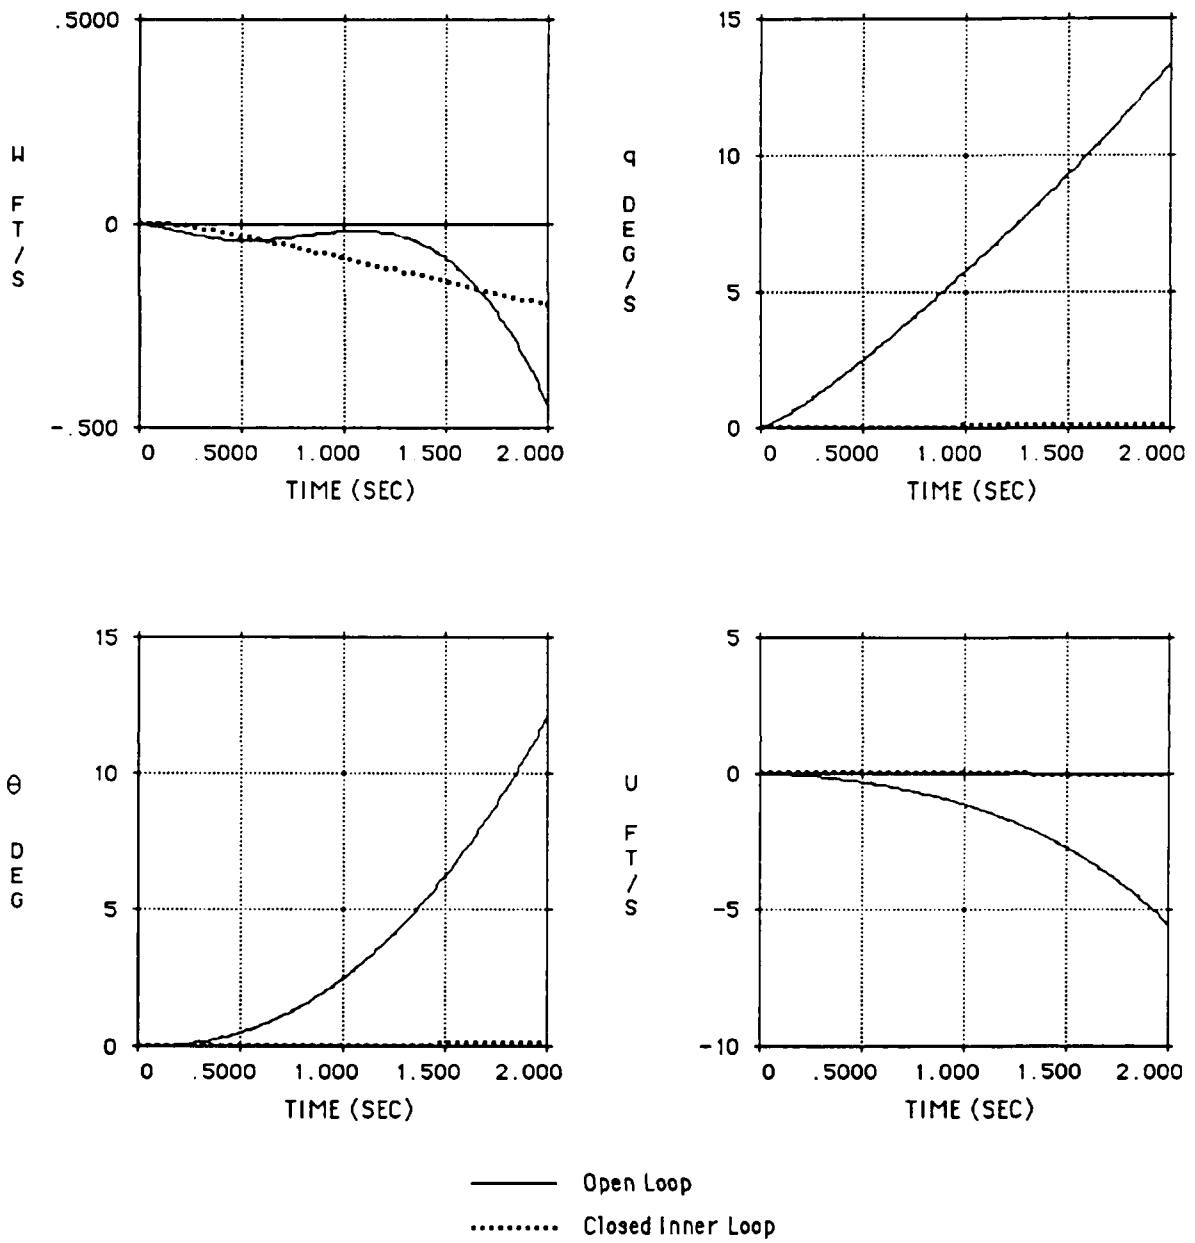 .5000
0
-.500
W FT/S
0 .5000 1.000 1.500 2.000
TIME (SEC)
15
10
5
0
q DEG/S
0 .5000 1.000 1.500 2.000
TIME (SEC)
15
10
5
0
Θ DEG
0 .5000 1.000 1.500 2.000
TIME (SEC)
5
0
-5
-10
U FT/S
0 .5000 1.000 1.500 2.000
TIME (SEC)
Open Loop
Closed Inner Loop